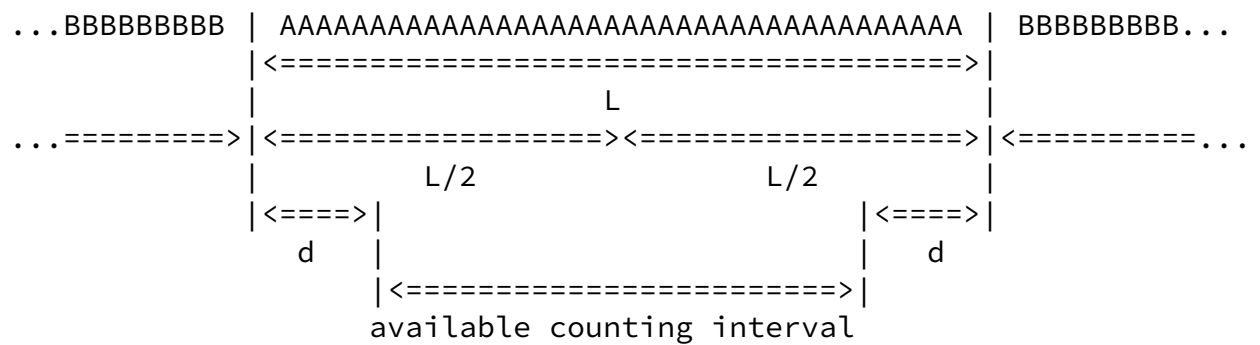 ...BBBBBBBBB | AAAAAAAAAAAAAAAAAAAAAAAAAAAAAAAAAAAAAA | BBBBBBBBB...
|<======================================>|
| L |
...=========>|<==================><==================>|<==========...
| L/2 L/2 |
|<====>| |<====>|
d | | d
|<========================>|
available counting interval